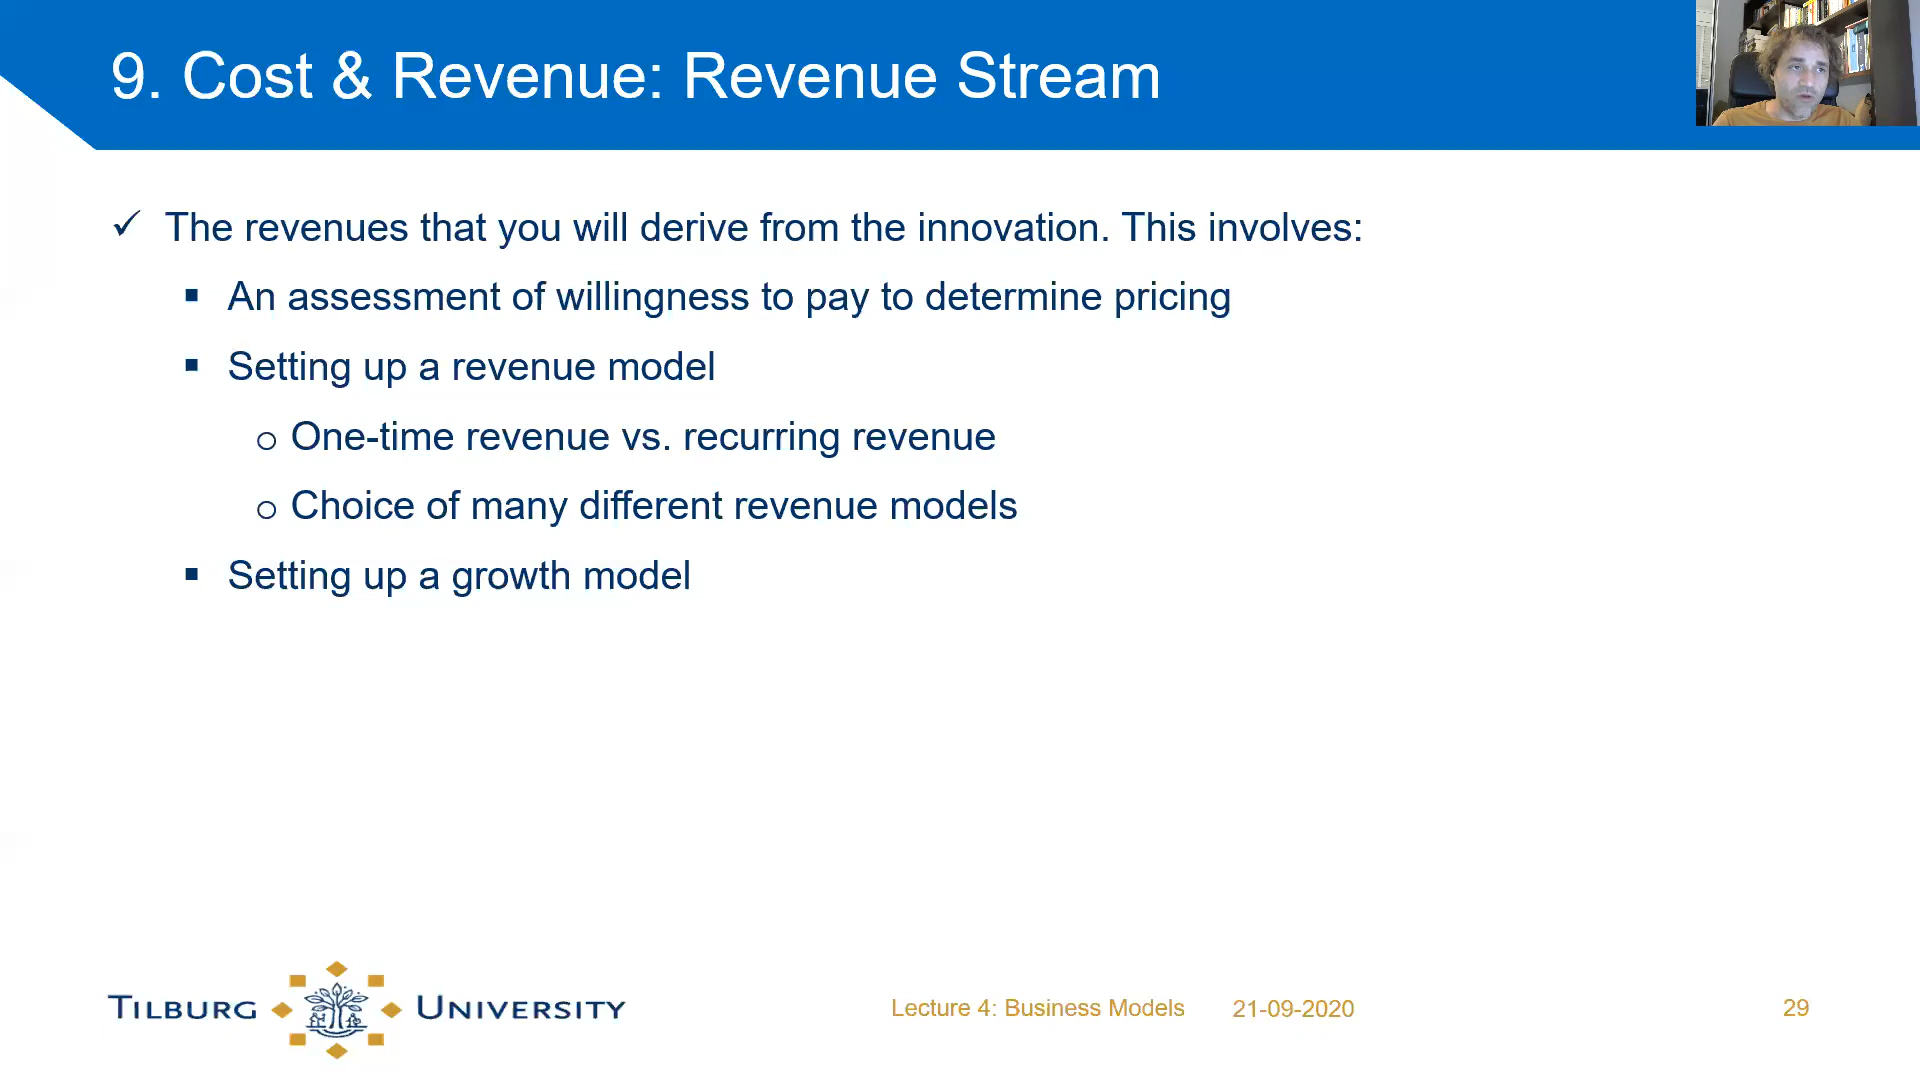 9. Cost & Revenue: Revenue Stream
The revenues that you will derive from the innovation. This involves:
An assessment of willingness to pay to determine pricing
Setting up a revenue model
One-time revenue vs. recurring revenue
Choice of many different revenue models
Setting up a growth model
TILBURG UNIVERSITY
Lecture 4: Business Models 21-09-2020 29